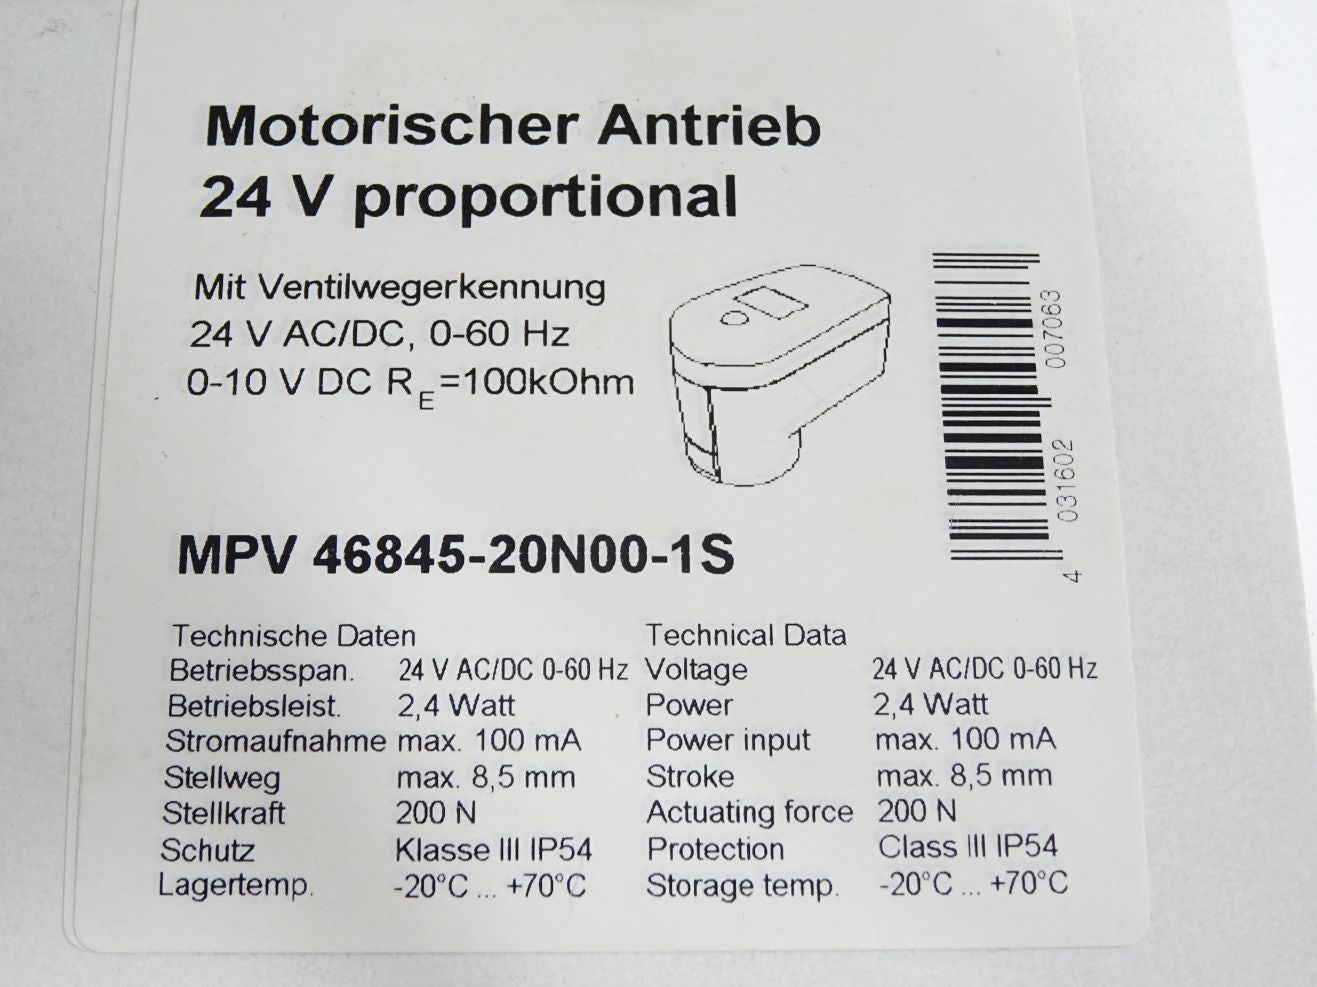 Motorischer Antrieb
24 V proportional
Mit Ventilwegerkennung
24 V AC/DC, 0-60 Hz
0-10 V DC R E =100kOhm
4 031602 007063
MPV 46845-20N00-1S
Technische Daten Technical Data
Betriebsspan. 24 V AC/DC 0-60 Hz Voltage 24 V AC/DC 0-60 Hz
Betriebsleist. 2,4 Watt Power 2,4 Watt
Stromaufnahme max. 100 mA Power input max. 100 mA
Stellweg max. 8,5 mm Stroke max. 8,5 mm
Stellkraft 200 N Actuating force 200 N
Schutz Klasse III IP54 Protection Class III IP54
Lagertemp. -20°C ... +70°C Storage temp. -20°C ... +70°C